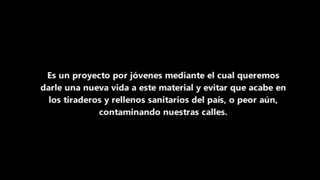 Es un proyecto por jóvenes mediante el cual queremos
darle una nueva vida a este material y evitar que acabe en
los tiraderos y rellenos sanitarios del país, o peor aún,
contaminando nuestras calles.